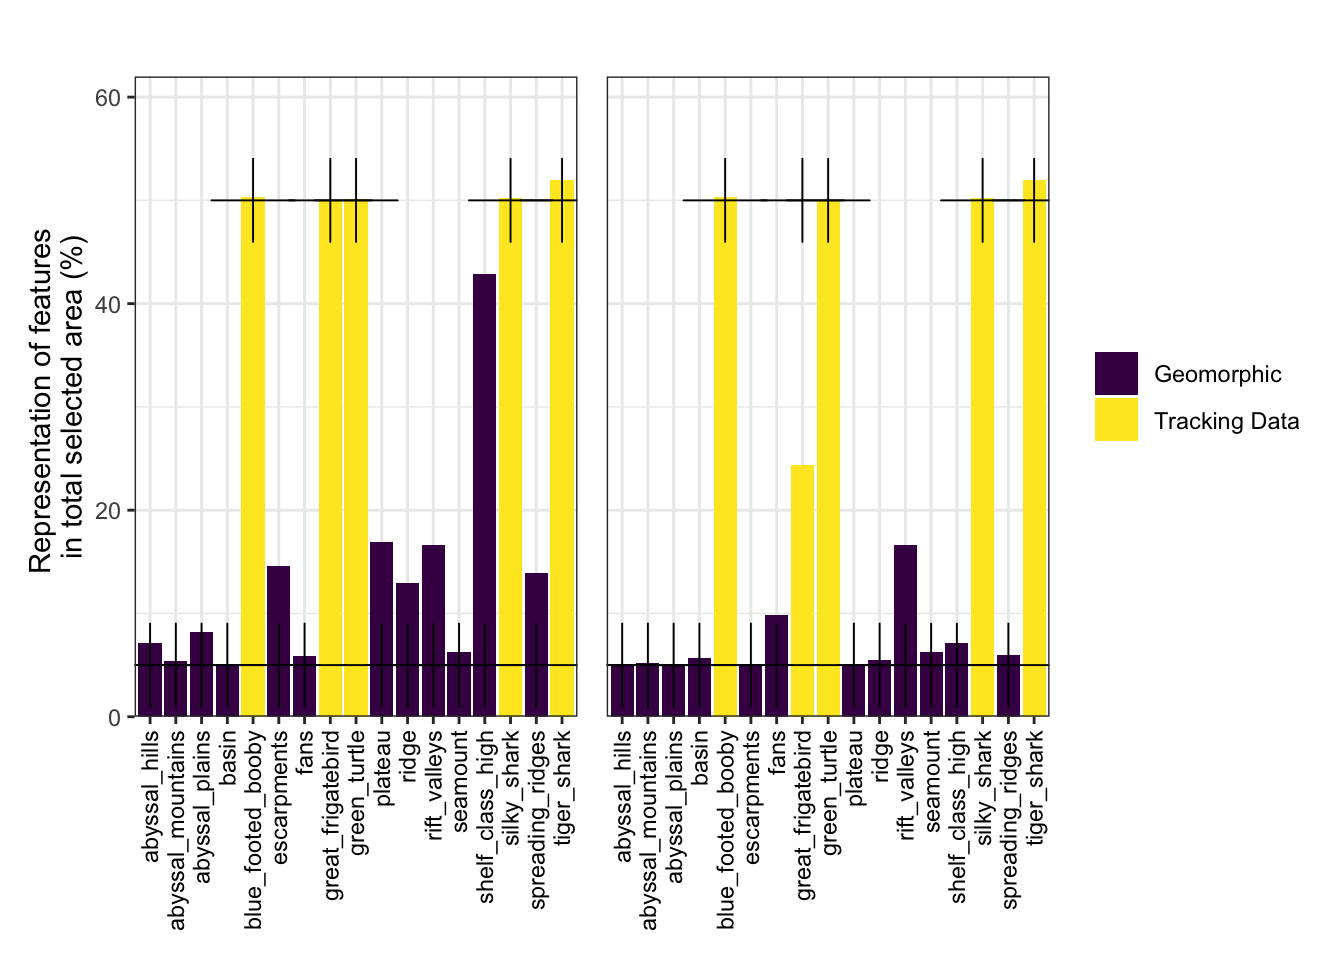 Representation of features
in total selected area (%)
60
40
20
0
abyssal_hills
abyssal_mountains
abyssal_plains
basin
blue_footed_booby
escarpments
fans
great_frigatebird
green_turtle
plateau
ridge
rift_valleys
seamount
shelf_class_high
silky_shark
spreading_ridges
tiger_shark
abyssal_hills
abyssal_mountains
abyssal_plains
basin
blue_footed_booby
escarpments
fans
great_frigatebird
green_turtle
plateau
ridge
rift_valleys
seamount
shelf_class_high
silky_shark
spreading_ridges
tiger_shark
Geomorphic
Tracking Data